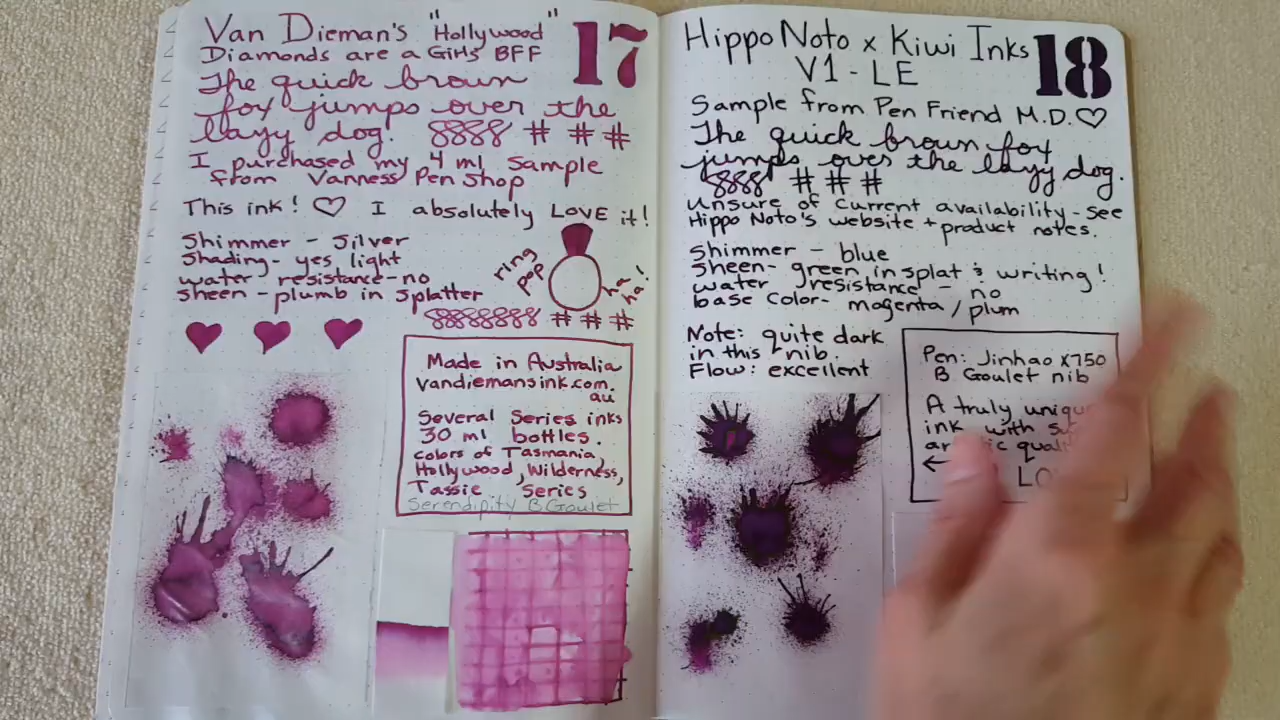 Van Dieman's "Hollywood"
Diamonds are a Girls BFF
17
The quick brown
fox jumps over the
lazy dog! 8888 # # #
I purchased my 4 ml sample
from Vanness Pen Shop
This ink! ♡ I absolutely LOVE it!
Shimmer - silver
Shading - yes light
water resistance - no
sheen - plumb in splatter
ring
pop
ha
ha!
88888888 # # #
Made in Australia
vandiemansink.com.
au
Several Series inks
30 ml bottles.
colors of Tasmania,
Hollywood, Wilderness,
Tassie Series
Serendipity B Goulet
Hippo Noto x Kiwi Inks
V1 - LE
18
Sample from Pen Friend M.D. ♡
The quick brown fox
jumps over the lazy dog.
8888 # # #
Unsure of current availability - see
Hippo Noto's website + product notes.
Shimmer - blue
Sheen - green in splat & writing!
water resistance - no
base color - magenta / plum
Note: quite dark
in this nib.
Flow: excellent
Pen: Jinhao X750
B Goulet nib
A truly
ink with
←